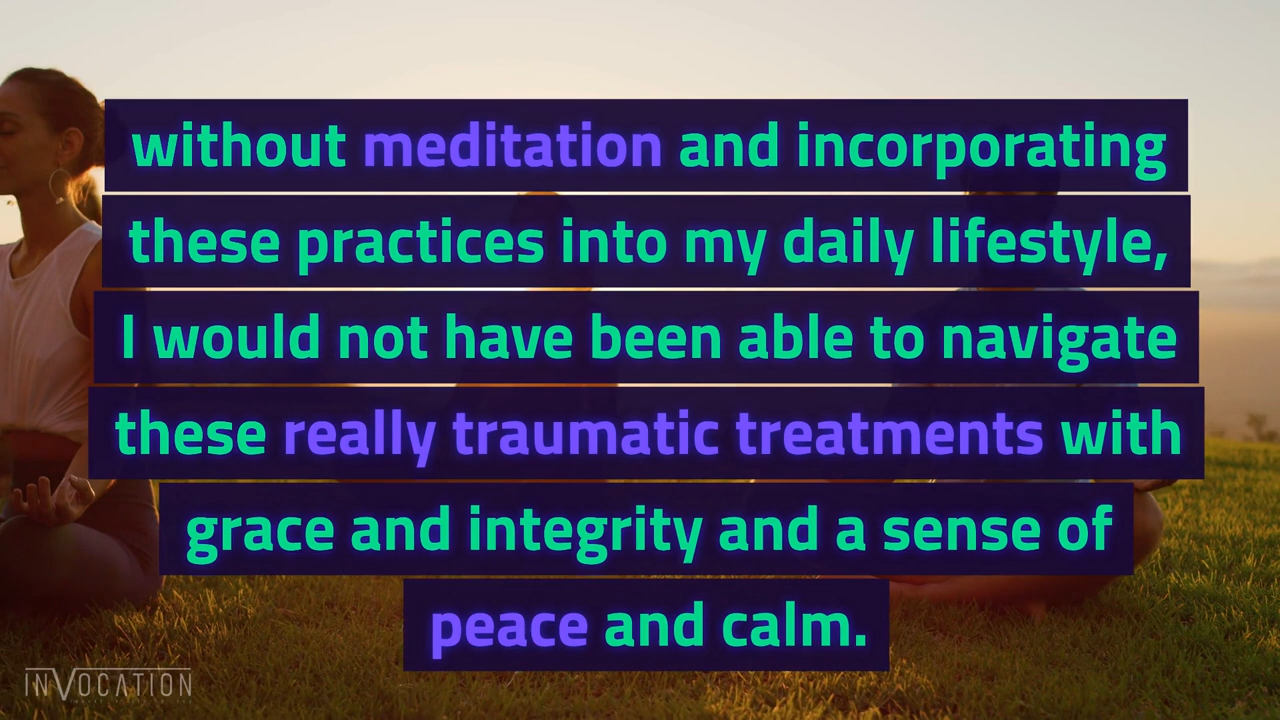 without meditation and incorporating
these practices into my daily lifestyle,
I would not have been able to navigate
these really traumatic treatments with
grace and integrity and a sense of
peace and calm.
INVOCATION